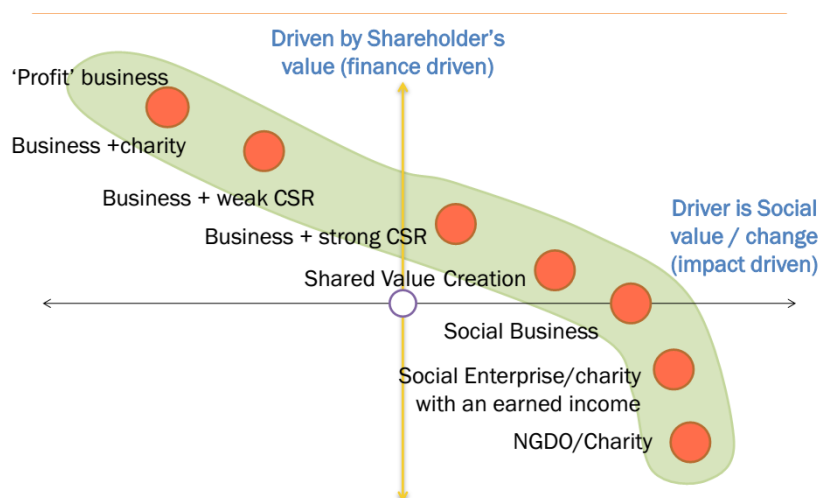 Driven by Shareholder's
value (finance driven)
‘Profit’ business
Business +charity
Business + weak CSR
Driver is Social
value / change
(impact driven)
Business + strong CSR
Shared Value Creation
Social Business
Social Enterprise/charity
with an earned income
NGDO/Charity